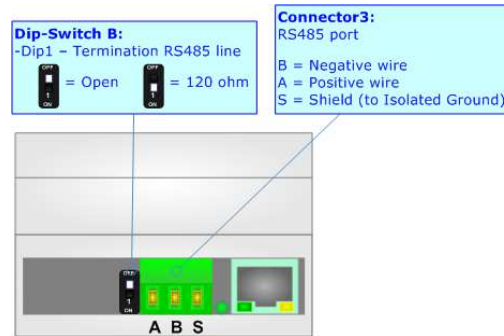 Dip-Switch B:
-Dip1 – Termination RS485 line
OFF
1
ON
= Open
OFF
1
ON
= 120 ohm
Connector3:
RS485 port
B = Negative wire
A = Positive wire
S = Shield (to Isolated Ground)
OFF
1
ON
A B S